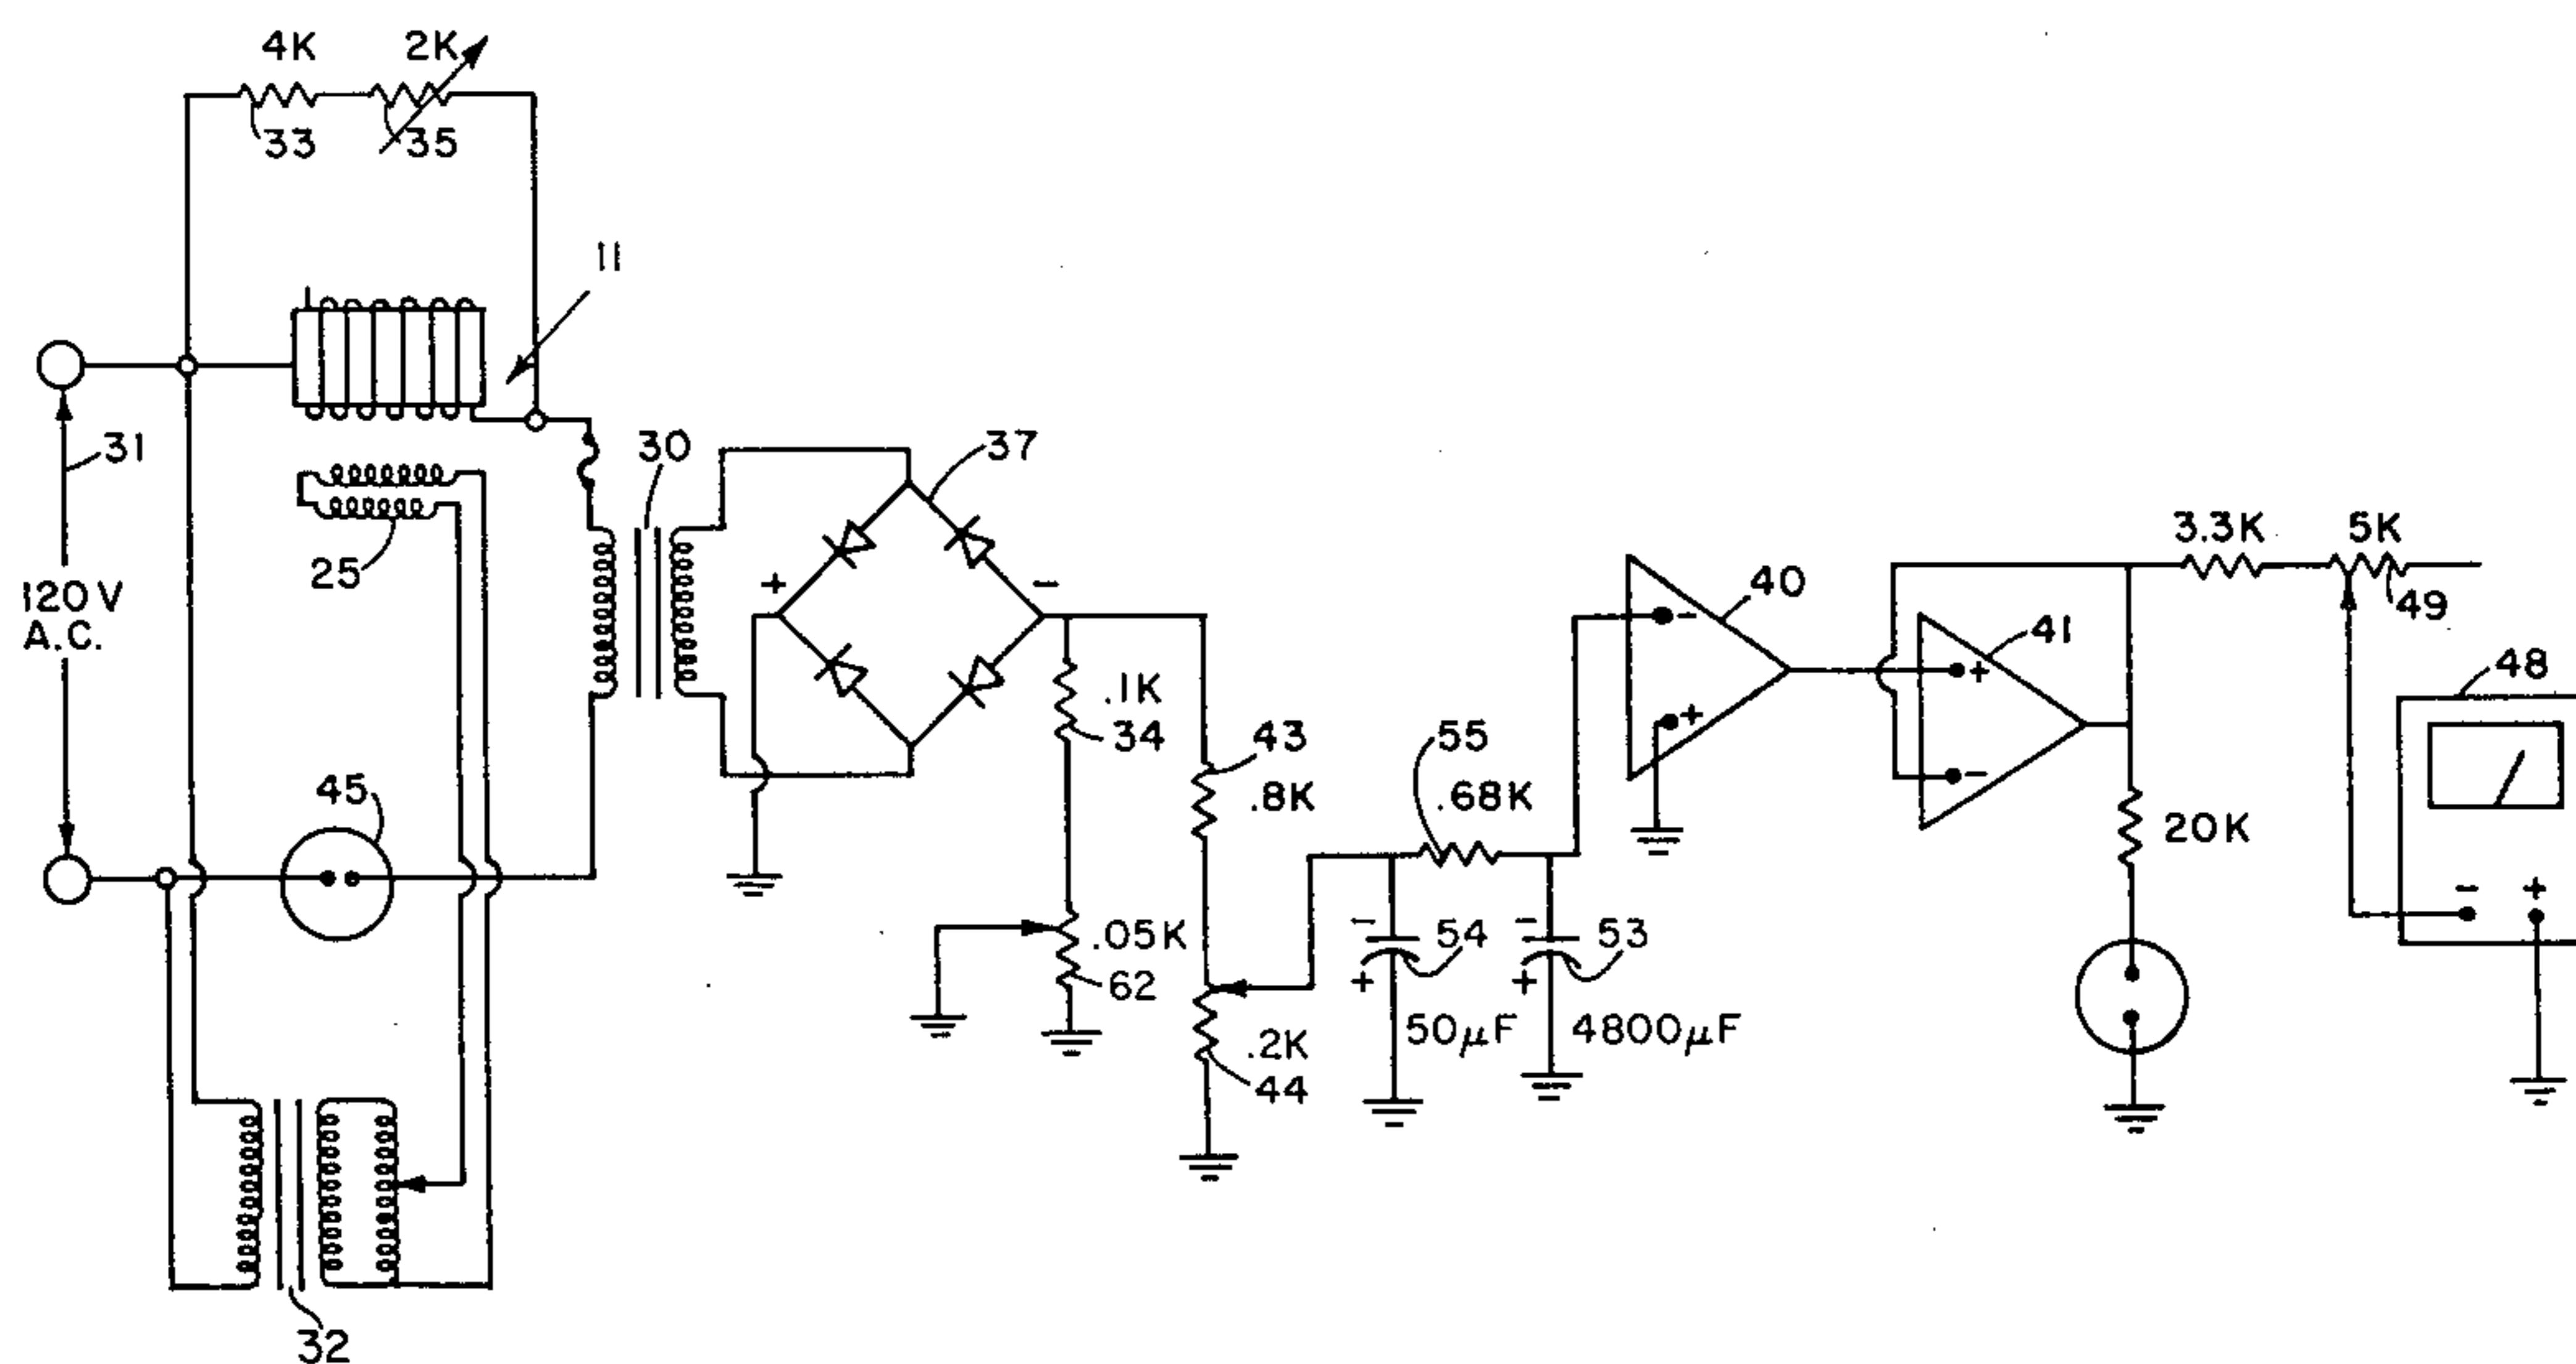 4K
2K
33
35
11
31
30
37
25
120 V
A.C.
+
−
.1K
34
43
.8K
45
.05K
62
.2K
44
32
55
.68K
−
+
54
50μF
−
+
53
4800μF
40
−
+
41
+
−
3.3K
5K
49
48
20K
−
+